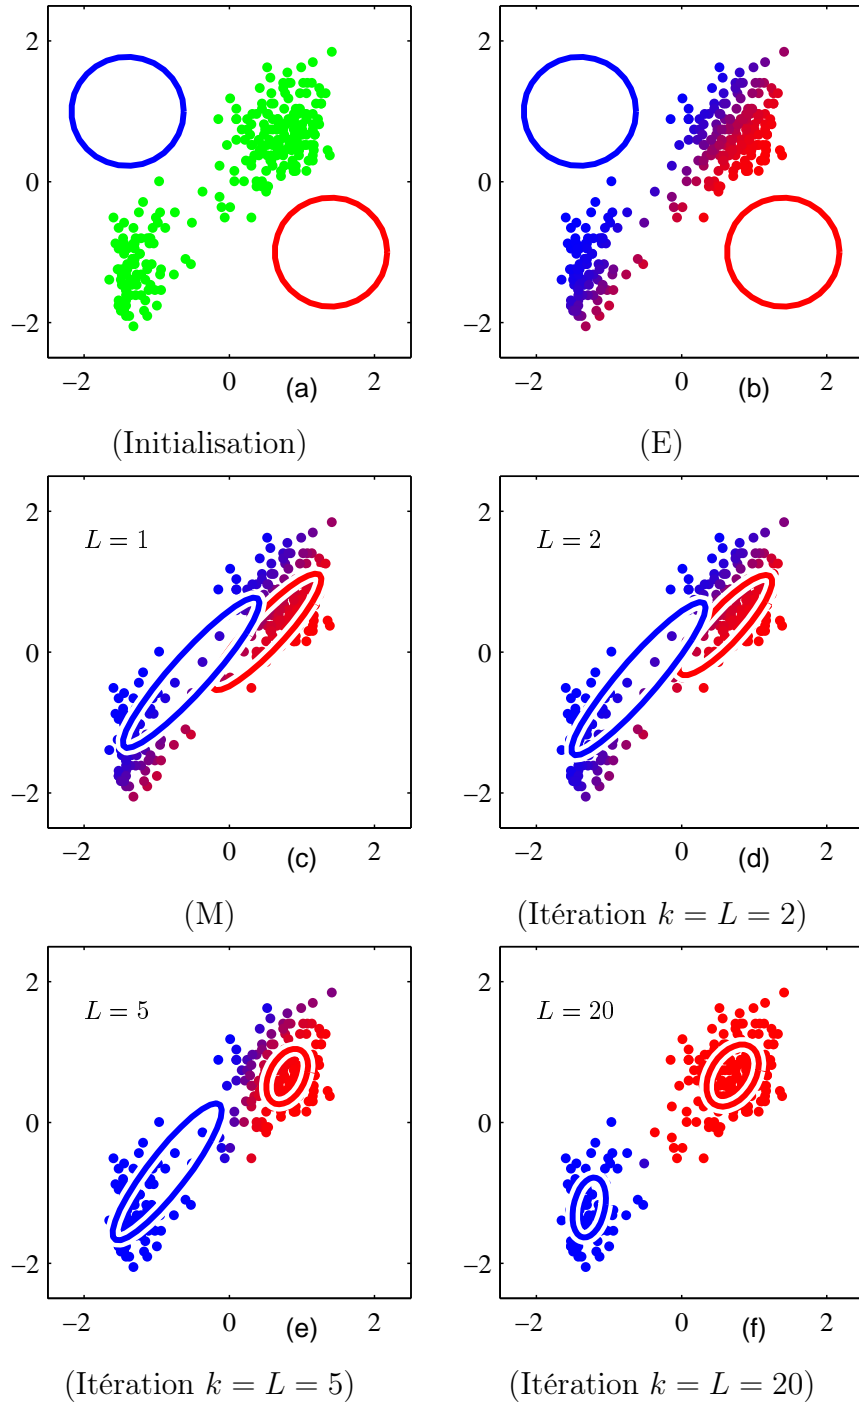 2
0
−2
−2 0 (a) 2
(Initialisation)
2
0
−2
−2 0 (b) 2
(E)
2
L = 1
0
−2
−2 0 (c) 2
(M)
2
L = 2
0
−2
−2 0 (d) 2
(Itération k = L = 2)
2
L = 5
0
−2
−2 0 (e) 2
(Itération k = L = 5)
2
L = 20
0
−2
−2 0 (f) 2
(Itération k = L = 20)